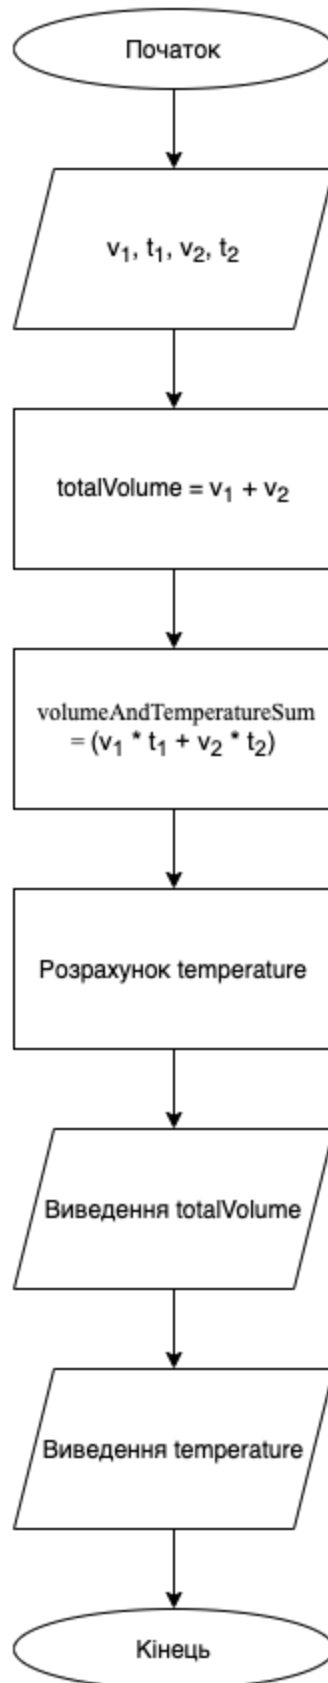 Початок
v₁, t₁, v₂, t₂
totalVolume = v₁ + v₂
volumeAndTemperatureSum
= (v₁ * t₁ + v₂ * t₂)
Розрахунок temperature
Виведення totalVolume
Виведення temperature
Кінець